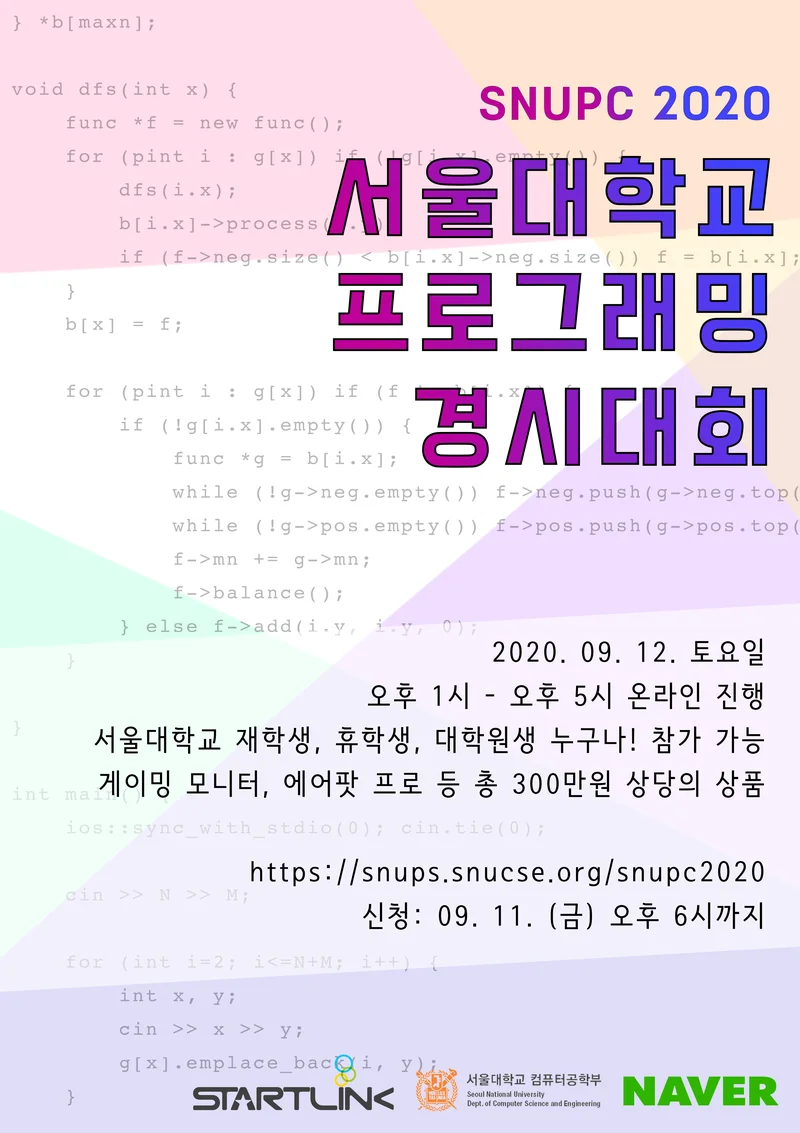 } *b[maxn];
void dfs(int x) {
SNUPC 2020
func *f = new func();
for (pint i : g[x]) if (!g[i.x].empty()) {
서울대학교
dfs(i.x);
b[i.x]->process(
if (f->neg.size() < b[i.x]->neg.size()) f = b[i.x];
}
프로그래밍
b[x] = f;
for (pint i : g[x]) if (f
경시대회
if (!g[i.x].empty()) {
func *g = b[i.x];
while (!g->neg.empty()) f->neg.push(g->neg.top(
while (!g->pos.empty()) f->pos.push(g->pos.top(
f->mn += g->mn;
f->balance();
} else f->add(i.y, i.y, 0);
}
2020. 09. 12. 토요일
오후 1시 - 오후 5시 온라인 진행
}
서울대학교 재학생, 휴학생, 대학원생 누구나! 참가 가능
게이밍 모니터, 에어팟 프로 등 총 300만원 상당의 상품
int main() {
ios::sync_with_stdio(0); cin.tie(0);
https://snups.snucse.org/snupc2020
cin >> N >> M;
신청: 09. 11. (금) 오후 6시까지
for (int i=2; i<=N+M; i++) {
int x, y;
cin >> x >> y;
g[x].emplace_back(i, y);
}
STARTLINK
서울대학교 컴퓨터공학부
Seoul National University
Dept. of Computer Science and Engineering
NAVER